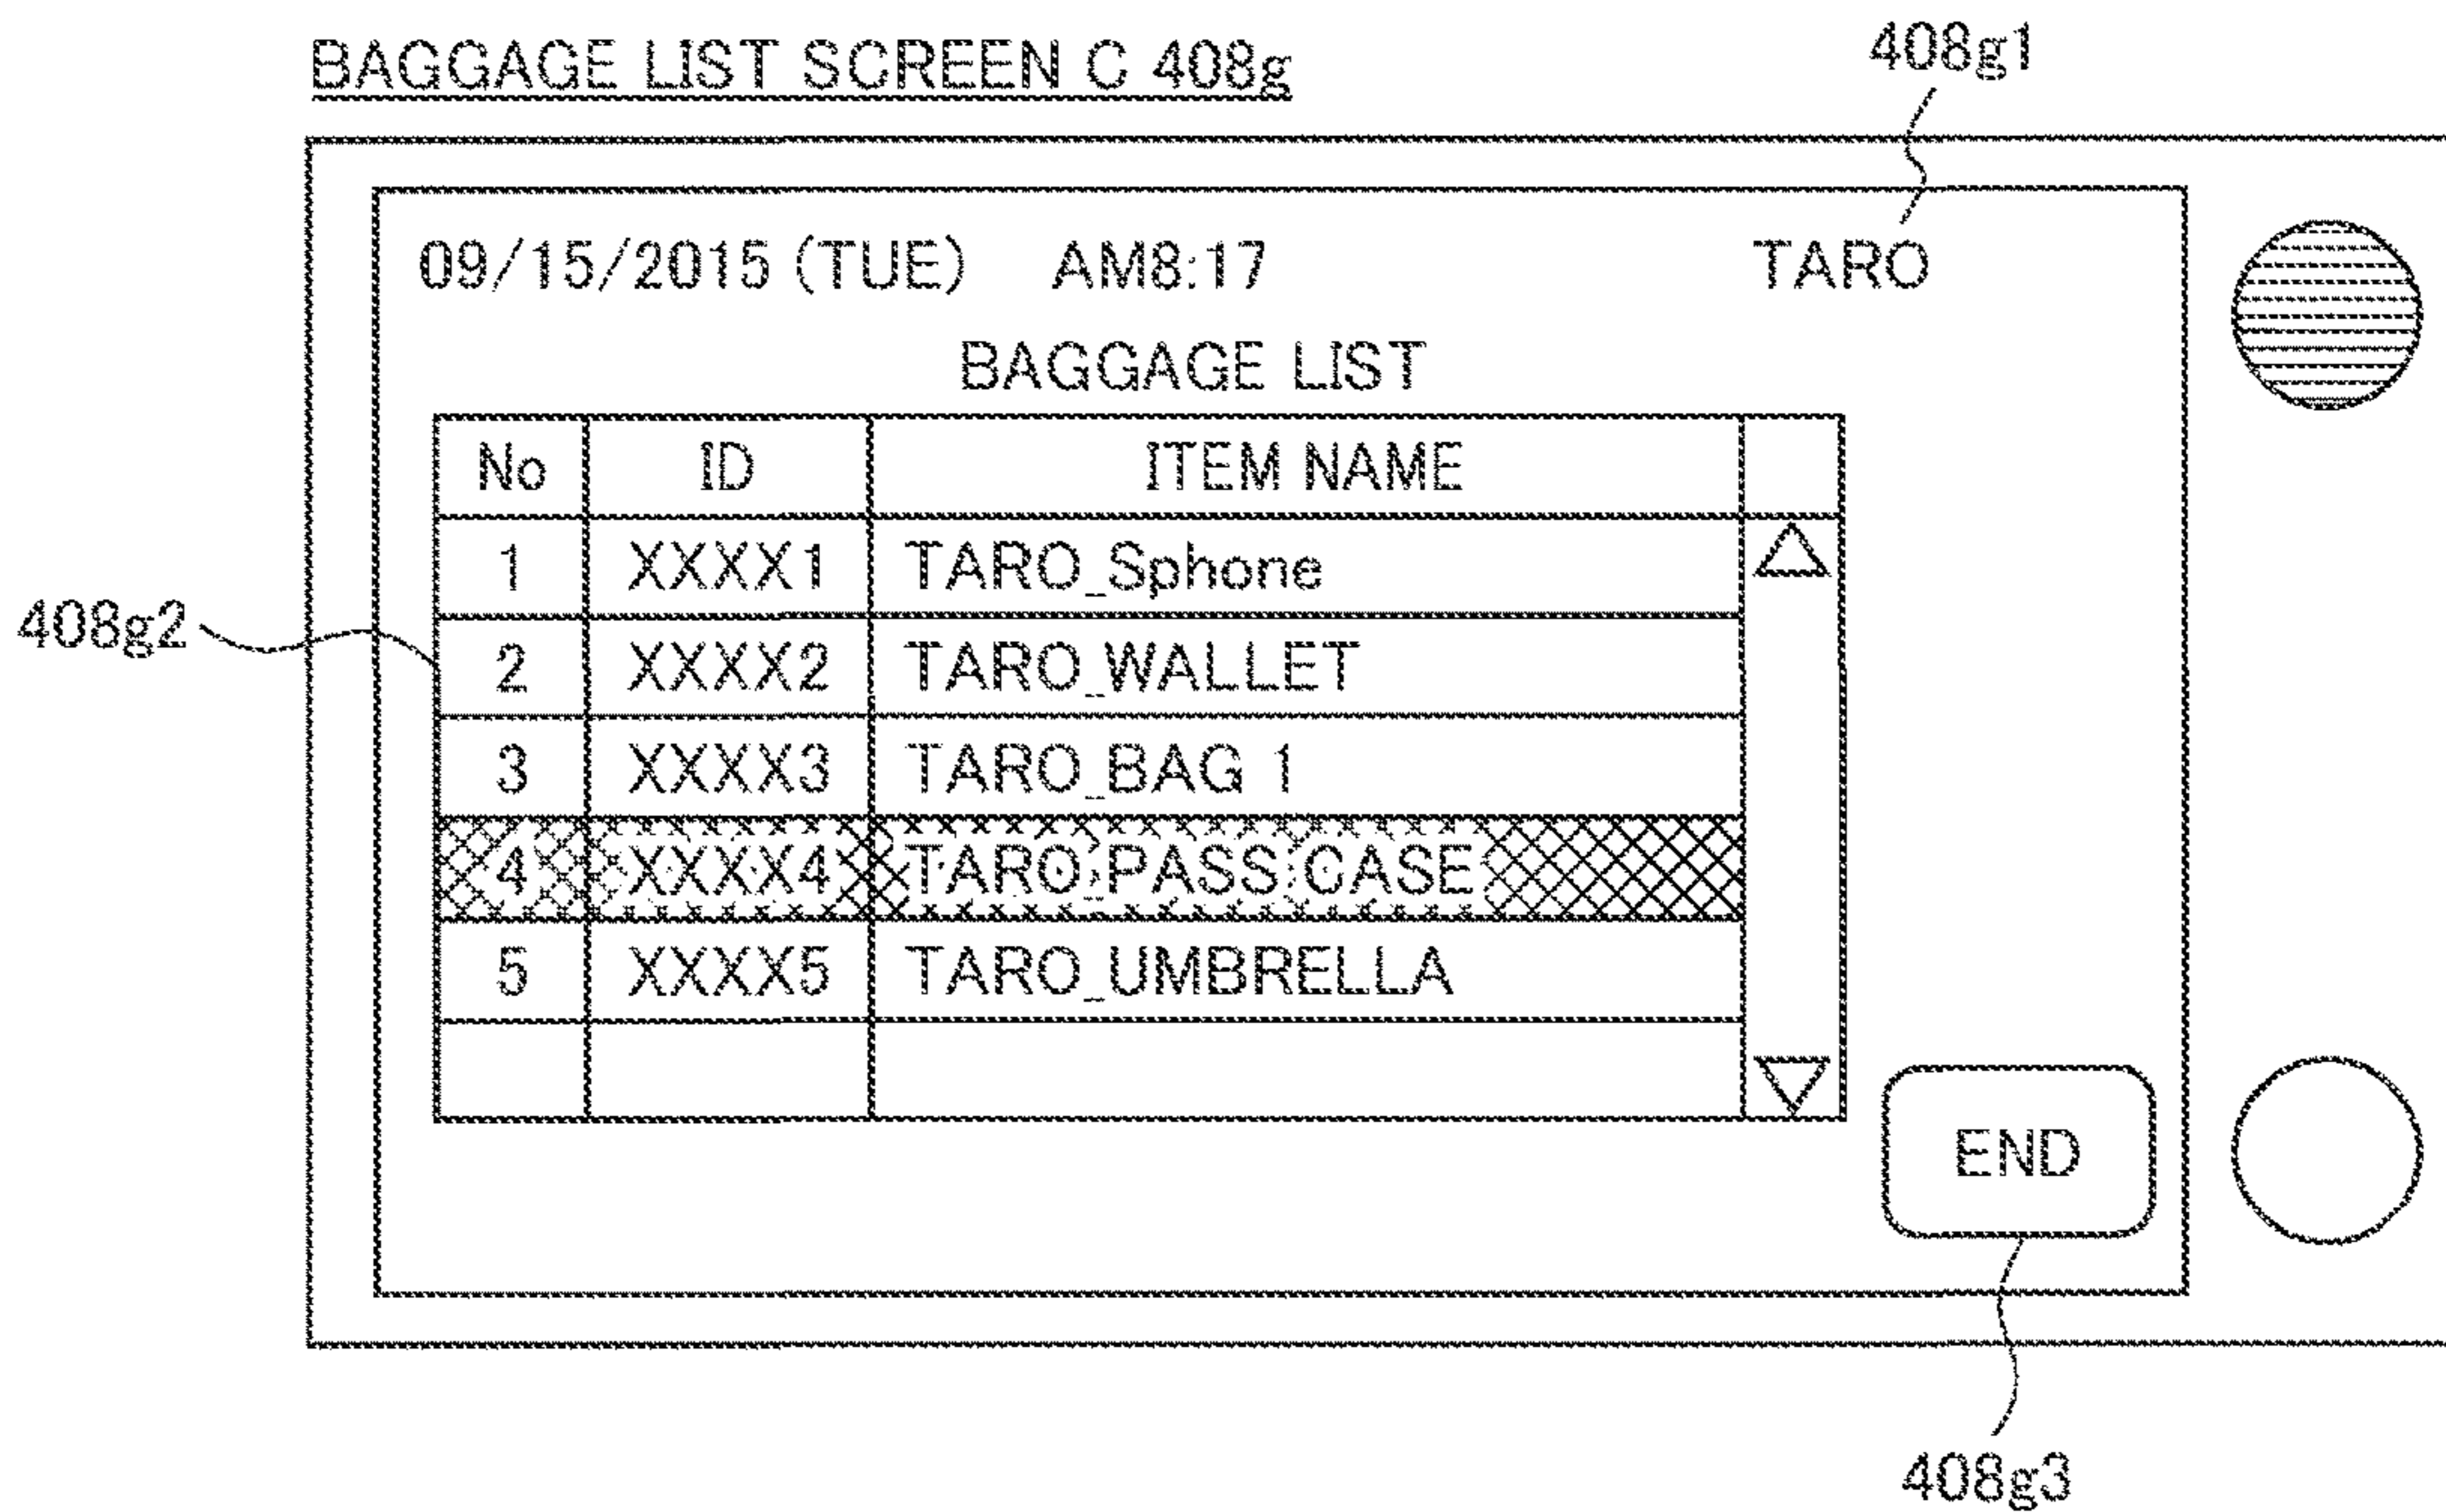 BAGGAGE LIST SCREEN C 408g
408g1
09/15/2015 (TUE) AM8:17 TARO
BAGGAGE LIST
No ID ITEM NAME
1 XXXX1 TARO_Sphone
408g2
2 XXXX2 TARO_WALLET
3 XXXX3 TARO_BAG 1
4 XXXX4 TARO_PASS CASE
5 XXXX5 TARO_UMBRELLA
END
408g3